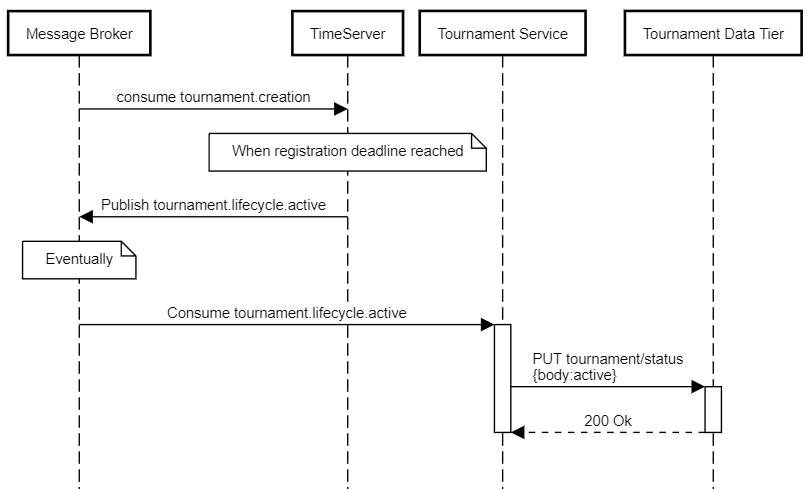 Message Broker
TimeServer
Tournament Service
Tournament Data Tier
consume tournament.creation
When registration deadline reached
Publish tournament.lifecycle.active
Eventually
Consume tournament.lifecycle.active
PUT tournament/status
{body:active}
200 Ok